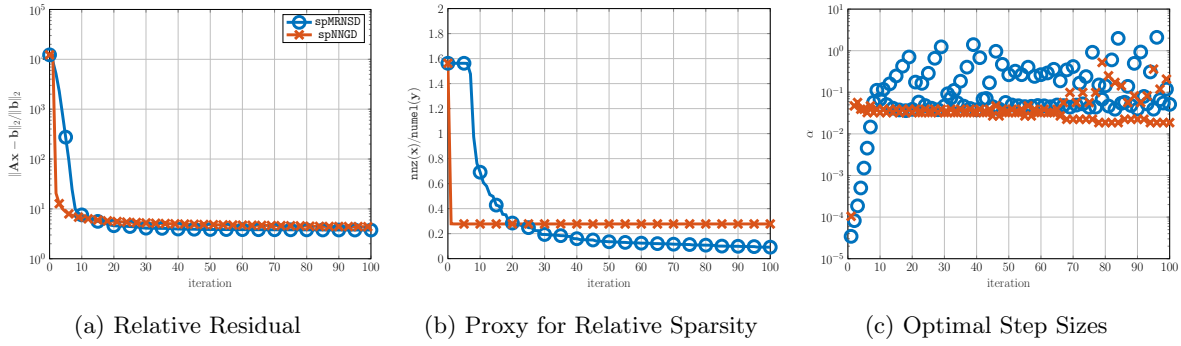 10^5
10^4
10^3
10^2
10^1
10^0
‖Ax − b‖_2/‖b‖_2
spMRNSD
spNNGD
0 10 20 30 40 50 60 70 80 90 100
iteration
(a) Relative Residual
2
1.8
1.6
1.4
1.2
1
0.8
0.6
0.4
0.2
0
nnz(x)/numel(y)
0 10 20 30 40 50 60 70 80 90 100
iteration
(b) Proxy for Relative Sparsity
10^1
10^0
10^−1
10^−2
10^−3
10^−4
10^−5
α
0 10 20 30 40 50 60 70 80 90 100
iteration
(c) Optimal Step Sizes